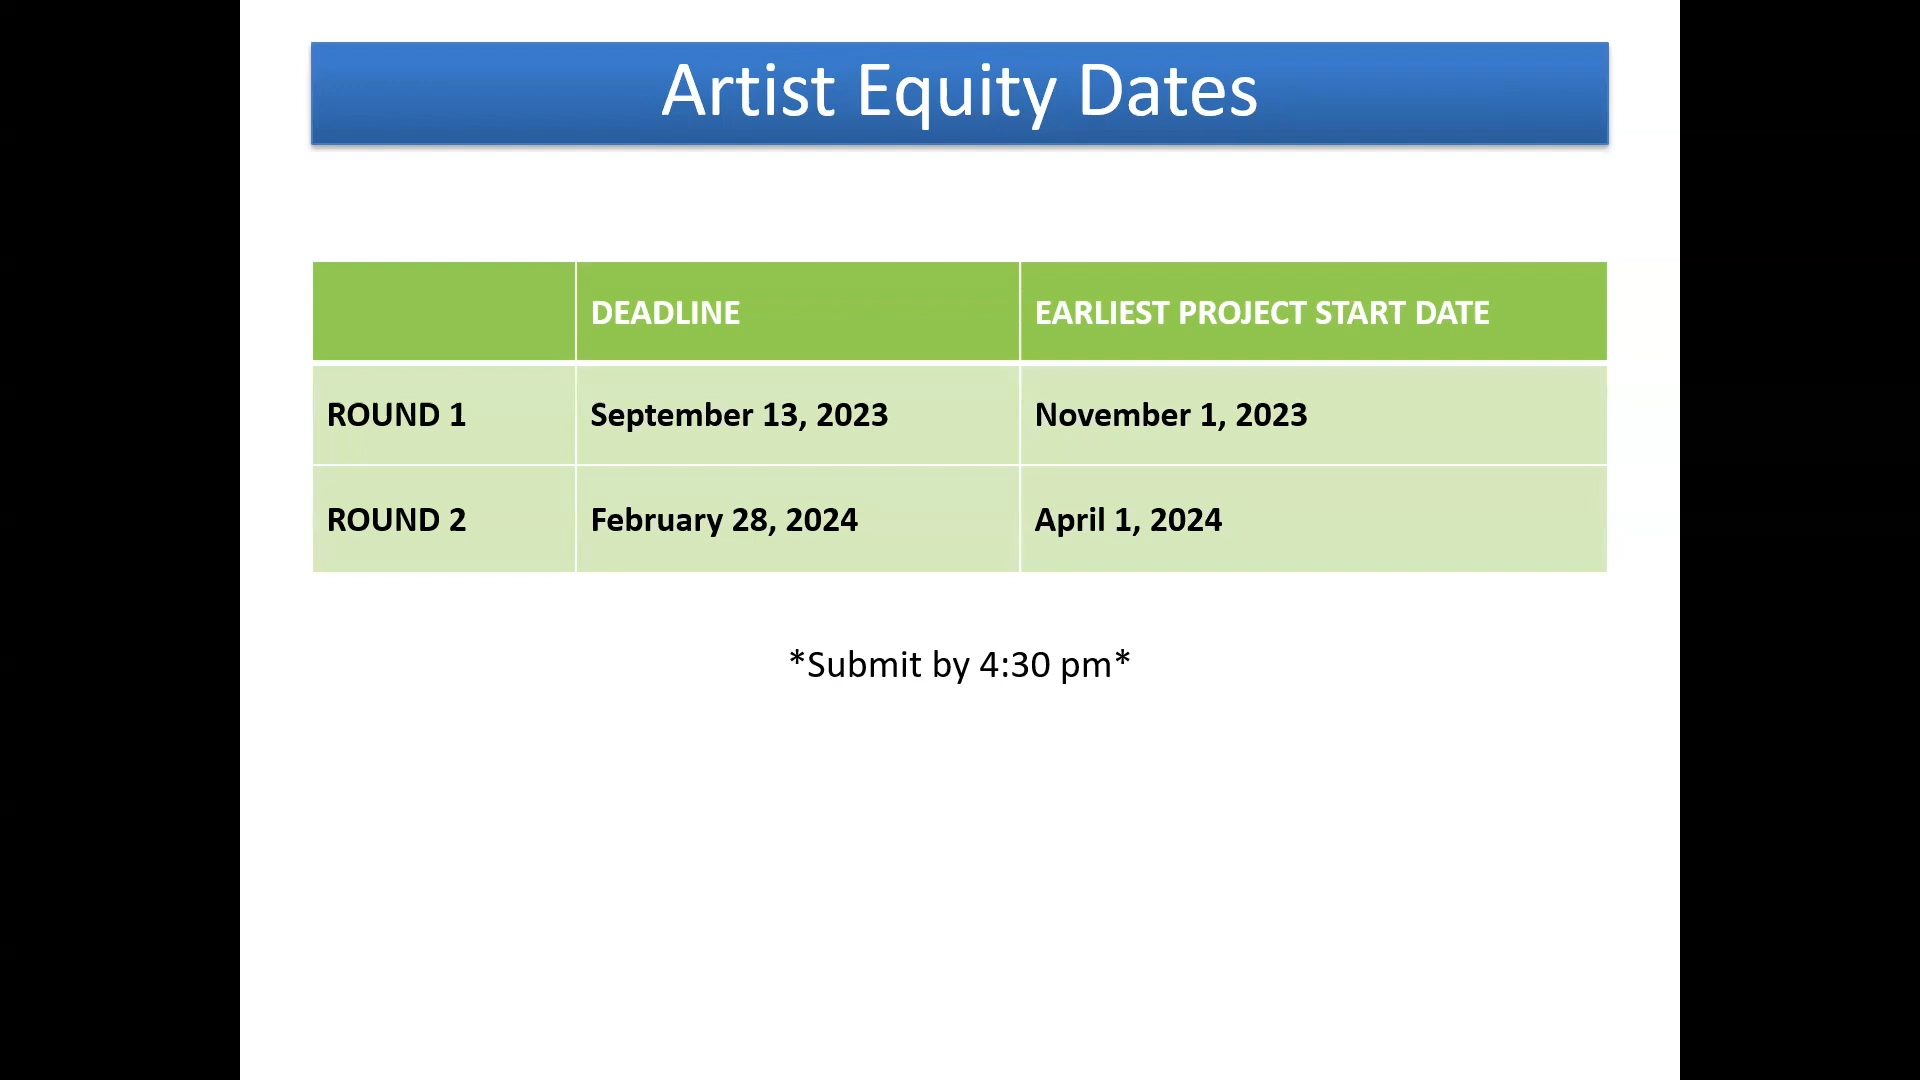 Artist Equity Dates
DEADLINE EARLIEST PROJECT START DATE
ROUND 1 September 13, 2023 November 1, 2023
ROUND 2 February 28, 2024 April 1, 2024
*Submit by 4:30 pm*